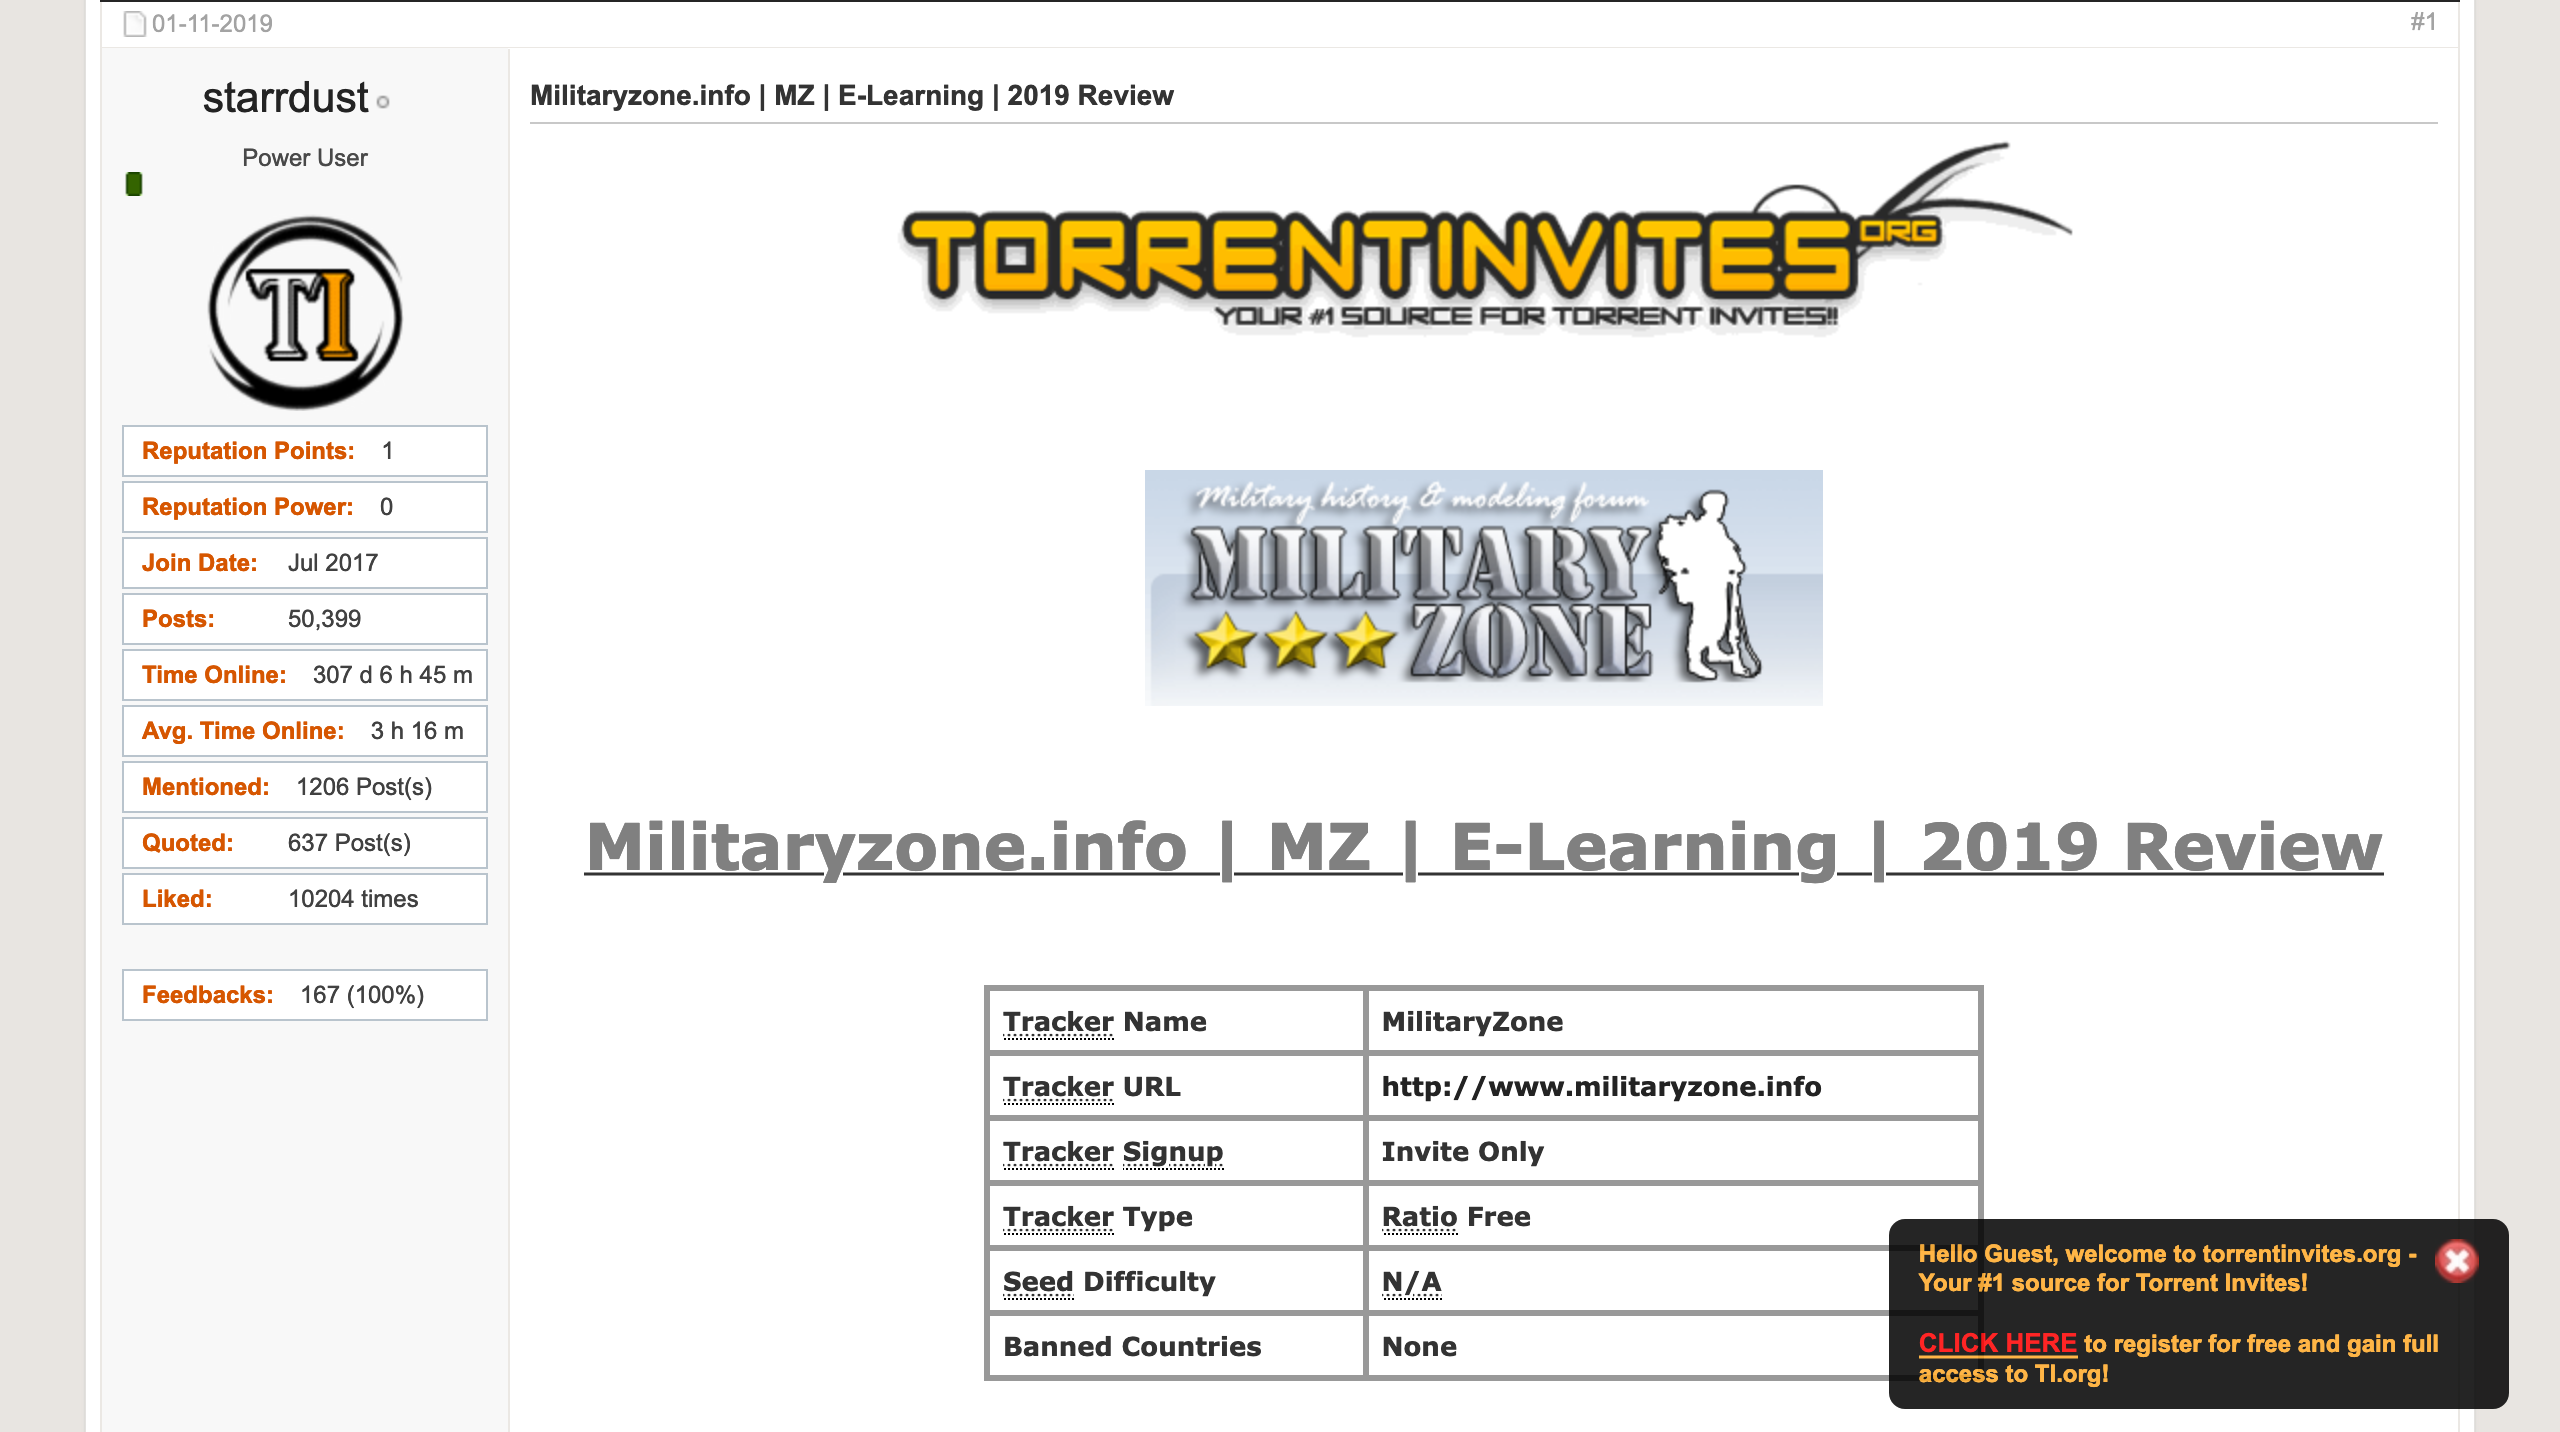 01-11-2019
#1
starrdust
Power User
TI
Reputation Points: 1
Reputation Power: 0
Join Date: Jul 2017
Posts: 50,399
Time Online: 307 d 6 h 45 m
Avg. Time Online: 3 h 16 m
Mentioned: 1206 Post(s)
Quoted: 637 Post(s)
Liked: 10204 times
Feedbacks: 167 (100%)
Militaryzone.info | MZ | E-Learning | 2019 Review
TORRENTINVITES ORG
YOUR #1 SOURCE FOR TORRENT INVITES!!
Military history & modeling forum
MILITARY
ZONE
Militaryzone.info | MZ | E-Learning | 2019 Review
Tracker Name MilitaryZone
Tracker URL http://www.militaryzone.info
Tracker Signup Invite Only
Tracker Type Ratio Free
Seed Difficulty N/A
Banned Countries None
Hello Guest, welcome to torrentinvites.org -
Your #1 source for Torrent Invites!
CLICK HERE to register for free and gain full
access to TI.org!